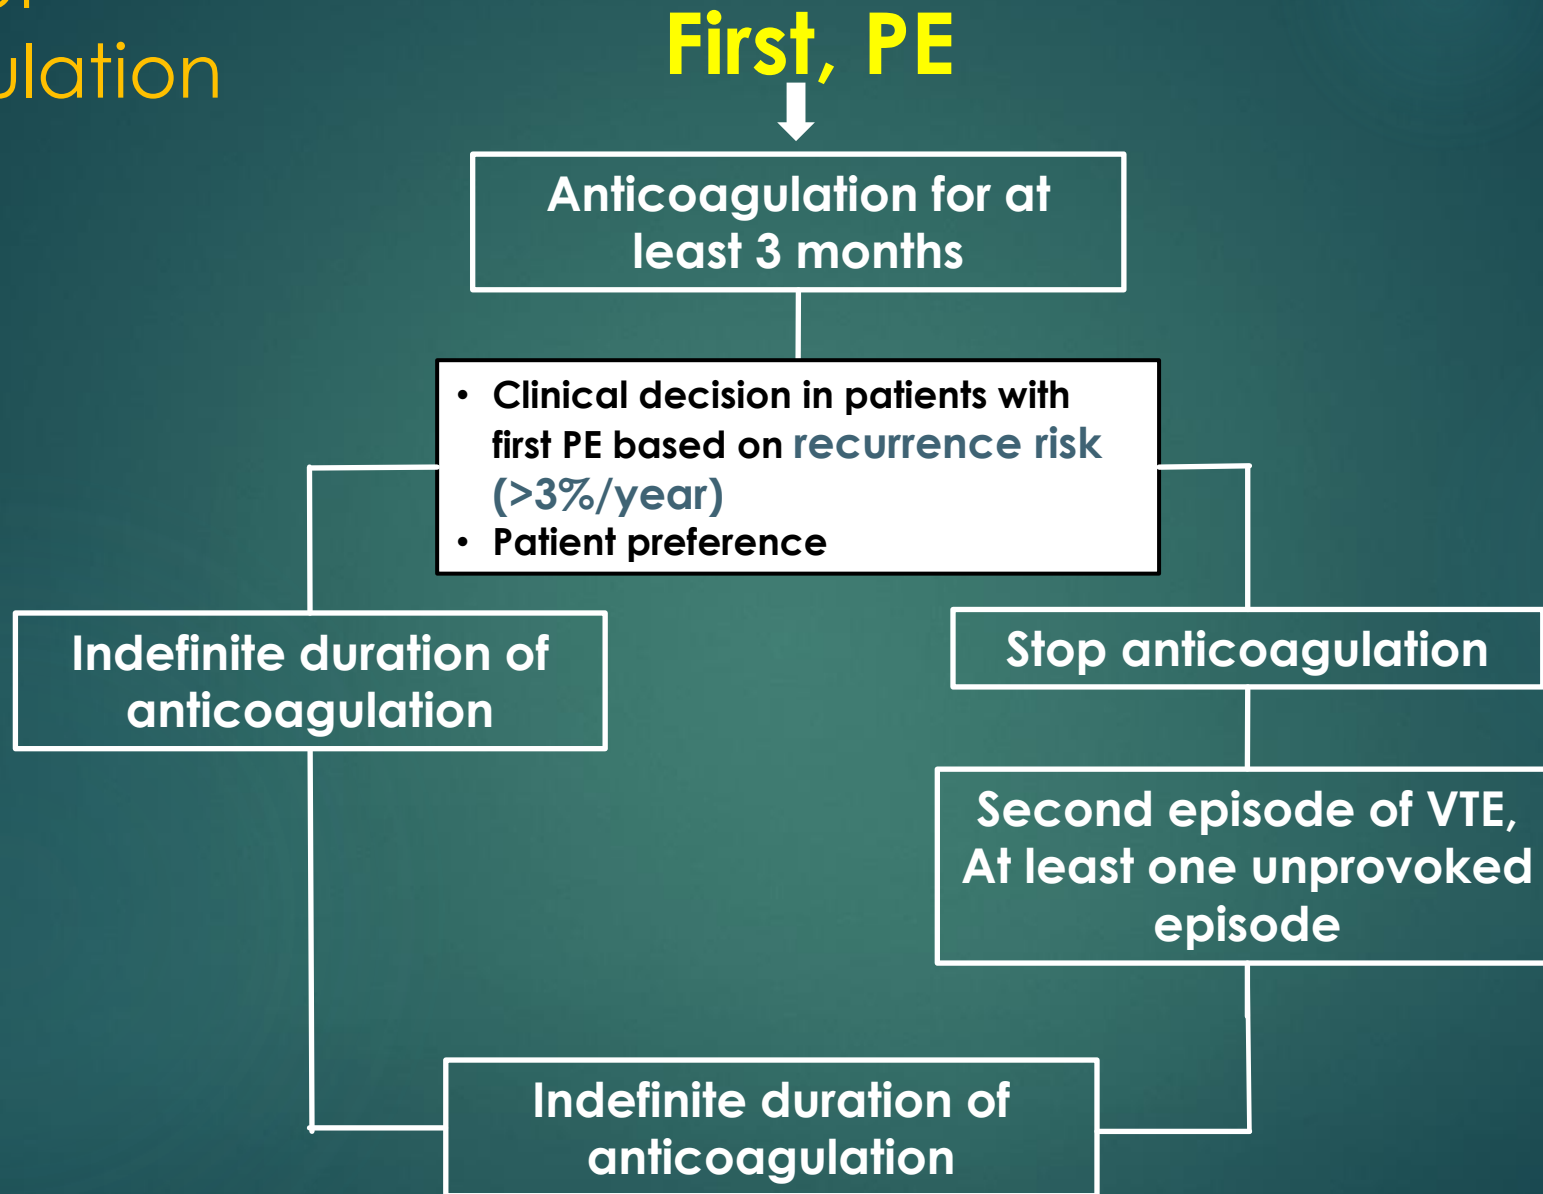 ulation
First, PE
Anticoagulation for at
least 3 months
• Clinical decision in patients with
first PE based on recurrence risk
(>3%/year)
• Patient preference
Indefinite duration of
anticoagulation
Stop anticoagulation
Second episode of VTE,
At least one unprovoked
episode
Indefinite duration of
anticoagulation